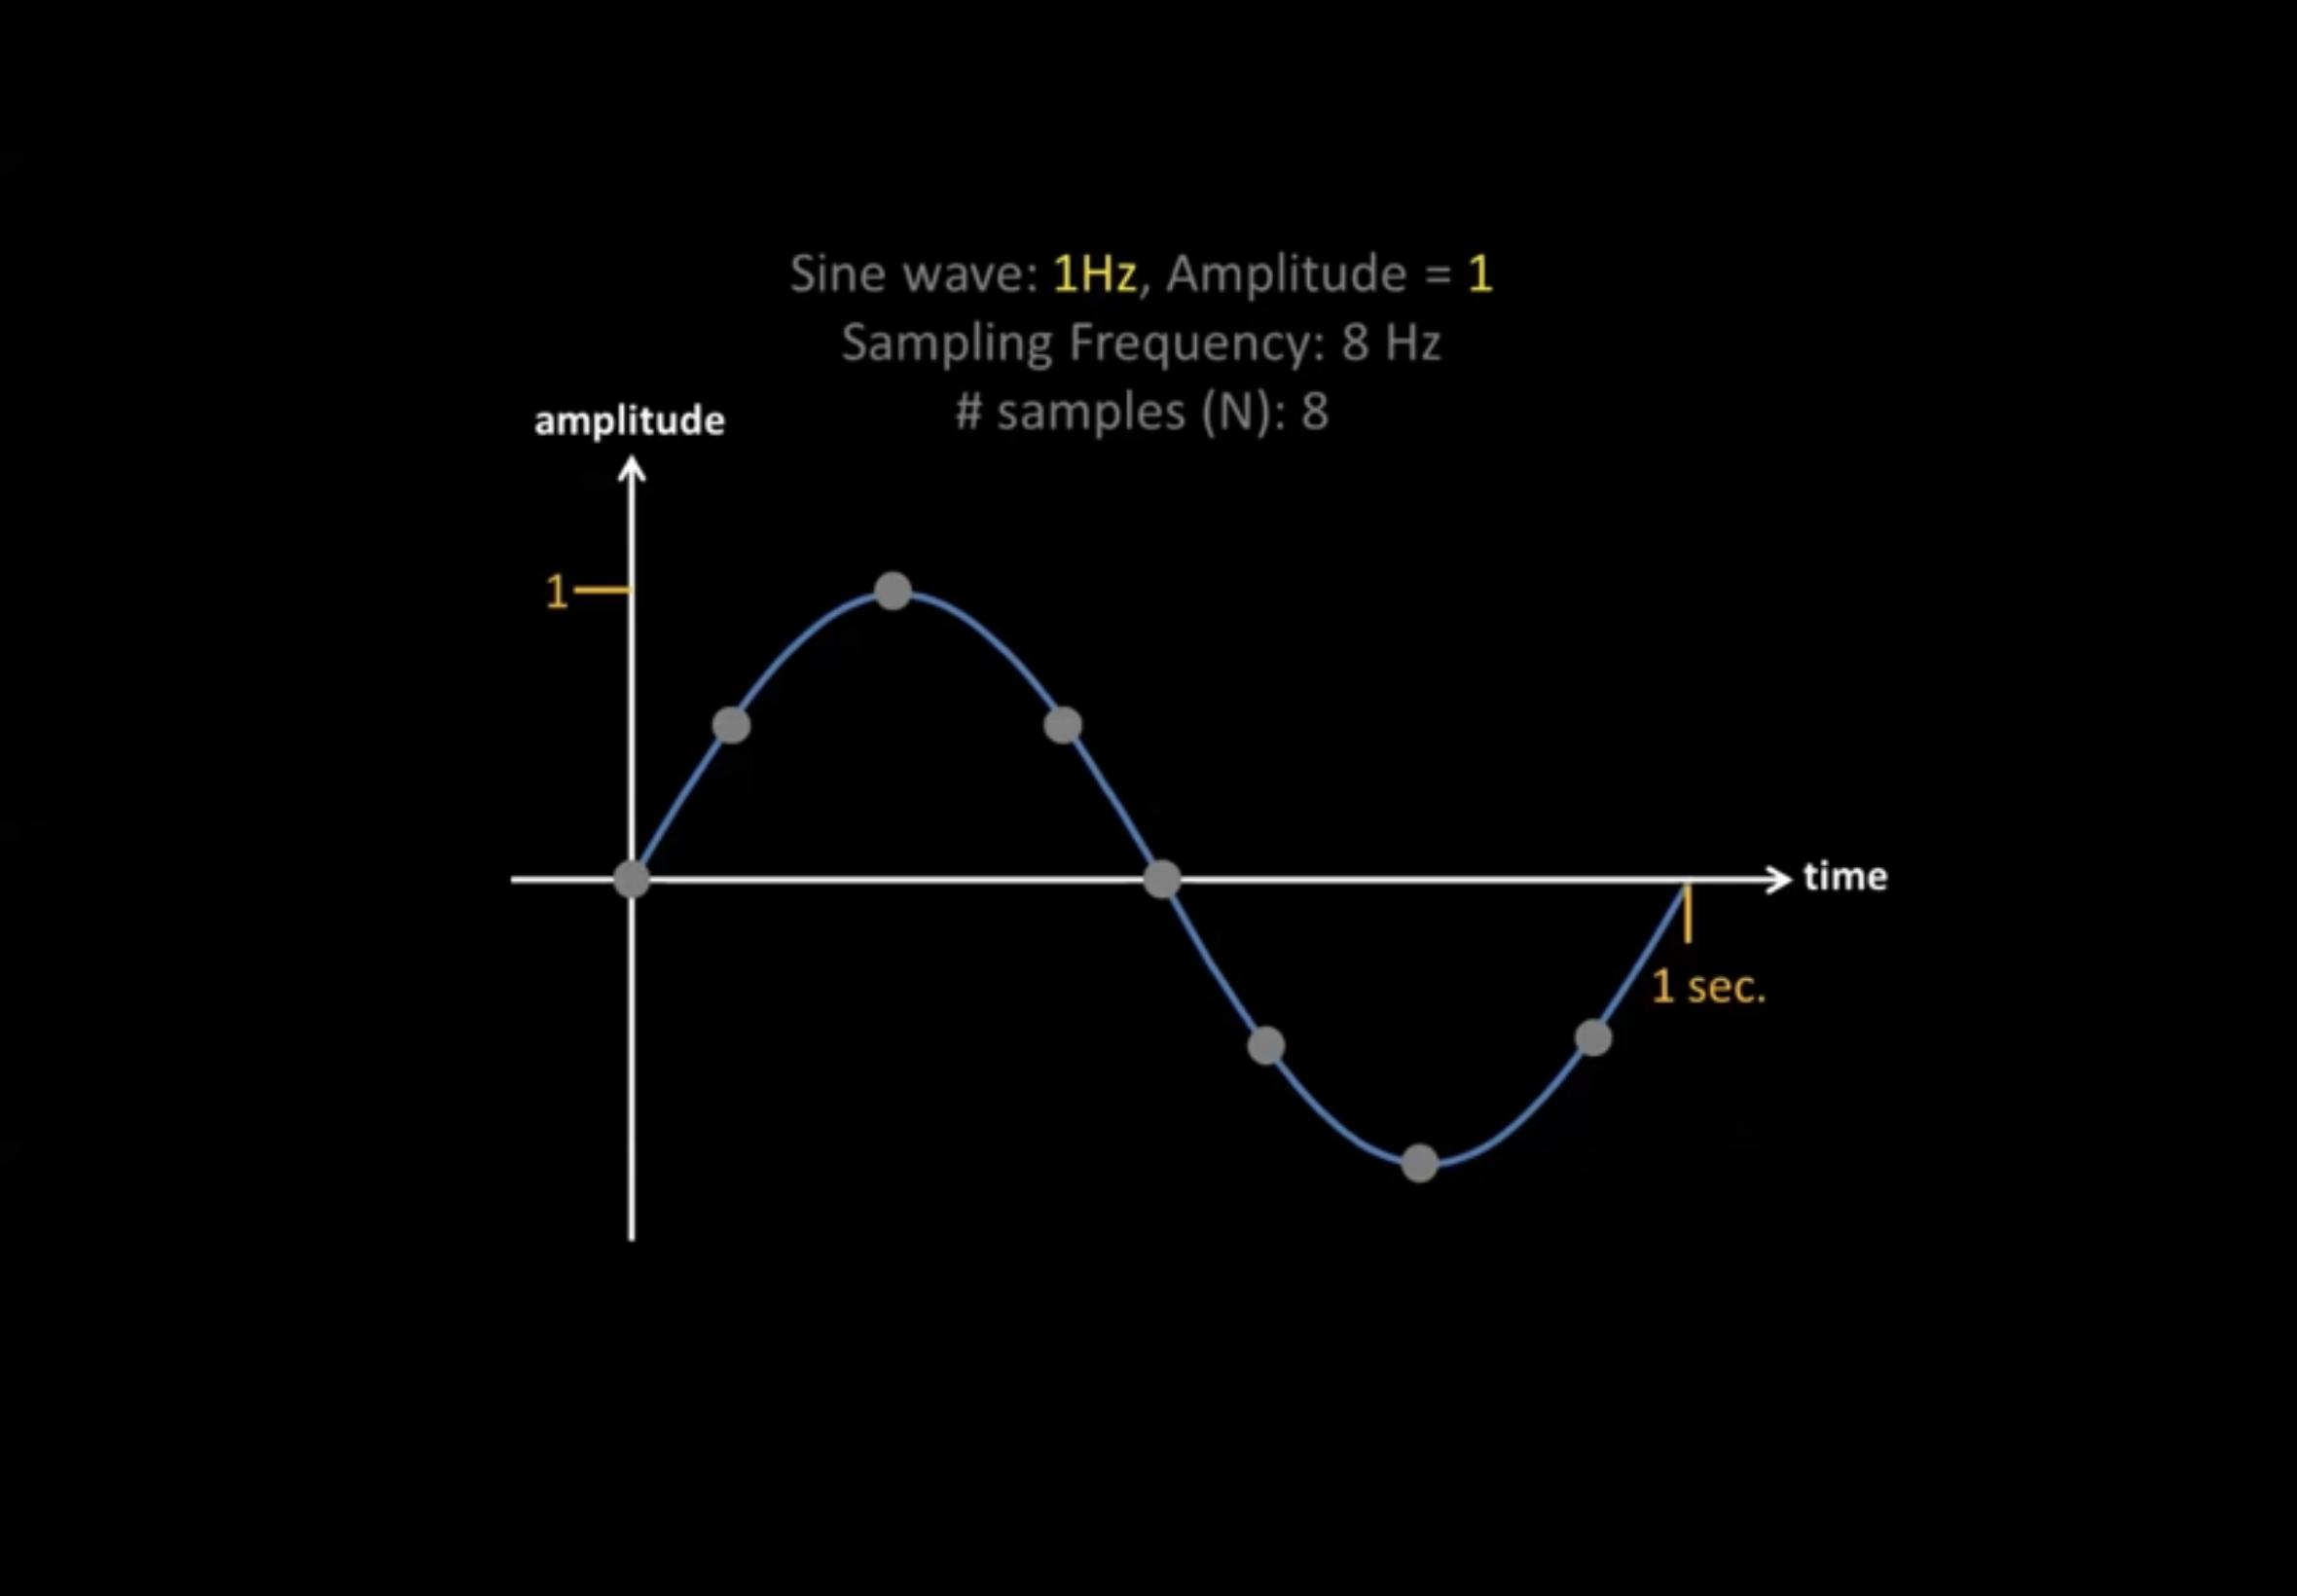 Sine wave: 1Hz, Amplitude = 1
Sampling Frequency: 8 Hz
# samples (N): 8
amplitude
1
time
1 sec.